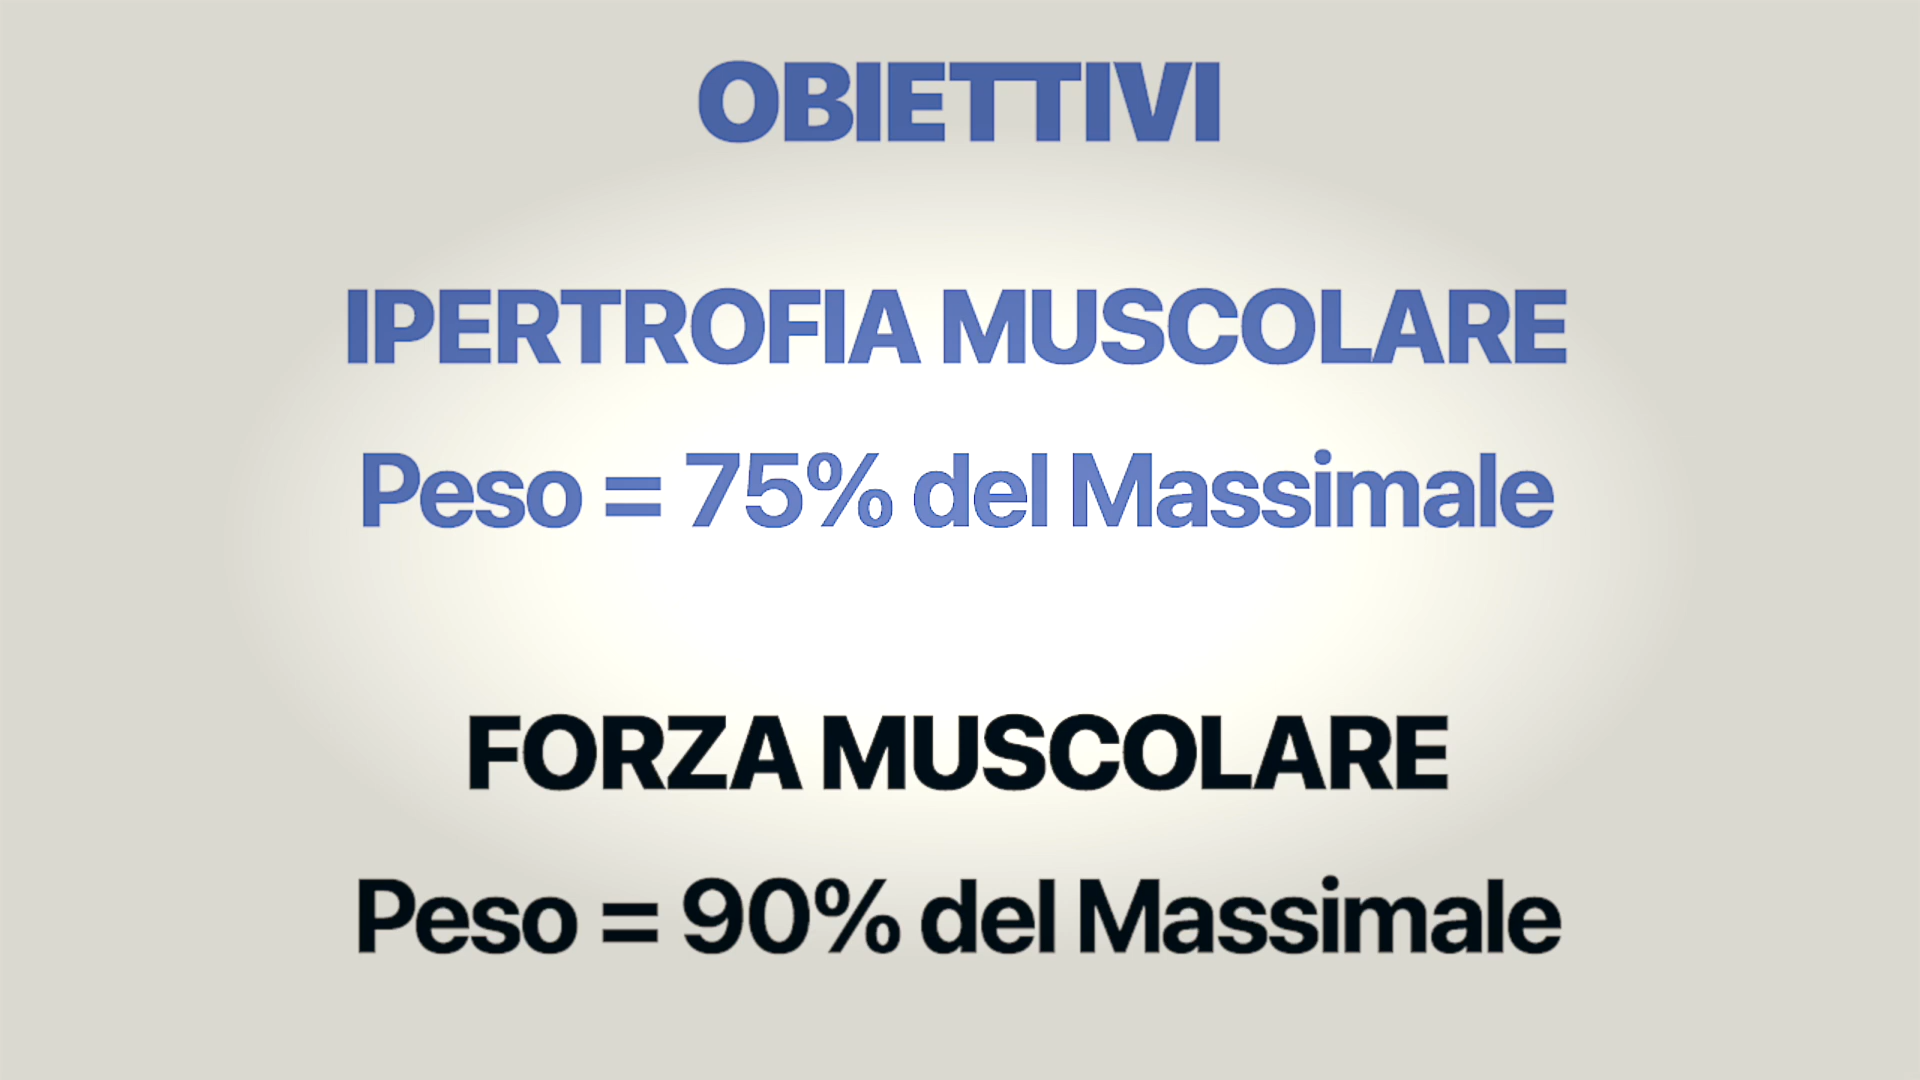 OBIETTIVI
IPERTROFIA MUSCOLARE
Peso = 75% del Massimale
FORZA MUSCOLARE
Peso = 90% del Massimale